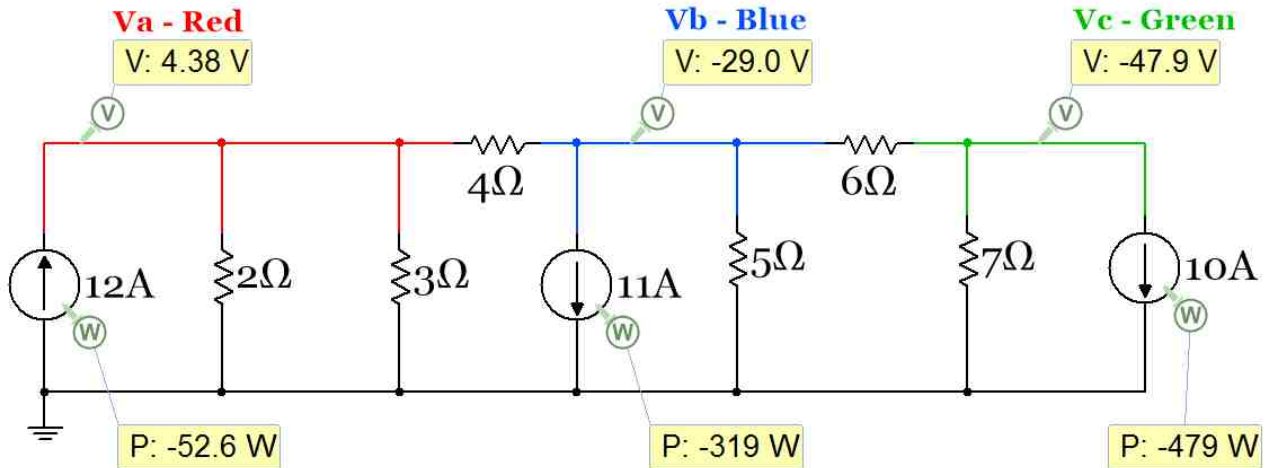 Va - Red
Vb - Blue
Vc - Green
V: 4.38 V
V: -29.0 V
V: -47.9 V
V
V
V
4Ω
6Ω
12A
2Ω
3Ω
11A
5Ω
7Ω
10A
W
W
W
P: -52.6 W
P: -319 W
P: -479 W